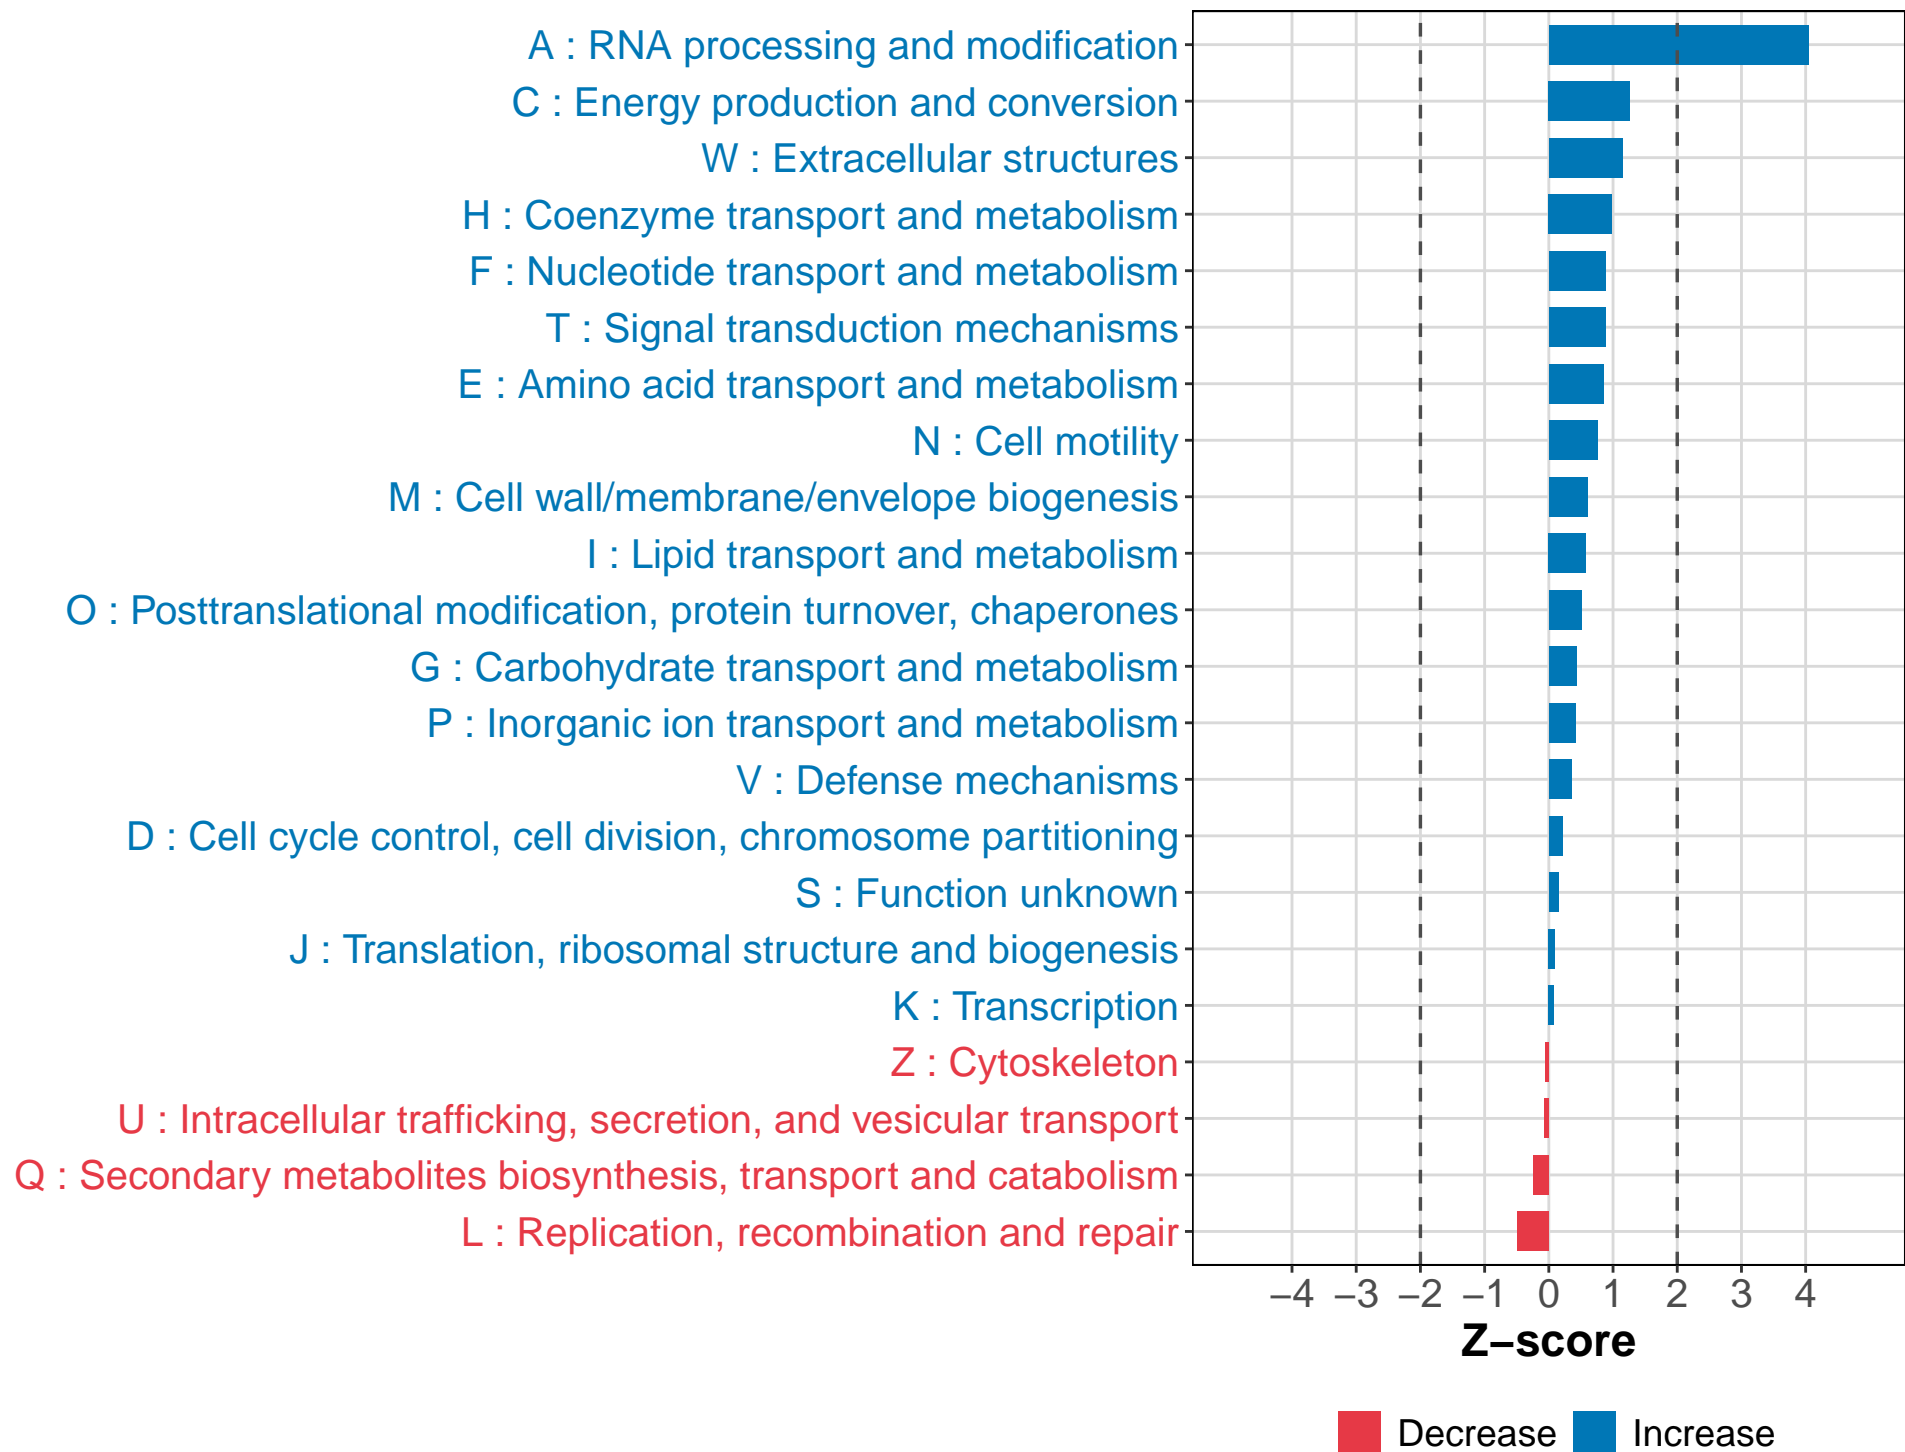 A : RNA processing and modification
C : Energy production and conversion
W : Extracellular structures
H : Coenzyme transport and metabolism
F : Nucleotide transport and metabolism
T : Signal transduction mechanisms
E : Amino acid transport and metabolism
N : Cell motility
M : Cell wall/membrane/envelope biogenesis
I : Lipid transport and metabolism
O : Posttranslational modification, protein turnover, chaperones
G : Carbohydrate transport and metabolism
P : Inorganic ion transport and metabolism
V : Defense mechanisms
D : Cell cycle control, cell division, chromosome partitioning
S : Function unknown
J : Translation, ribosomal structure and biogenesis
K : Transcription
Z : Cytoskeleton
U : Intracellular trafficking, secretion, and vesicular transport
Q : Secondary metabolites biosynthesis, transport and catabolism
L : Replication, recombination and repair
−4 −3 −2 −1 0 1 2 3 4
Z−score
Decrease Increase